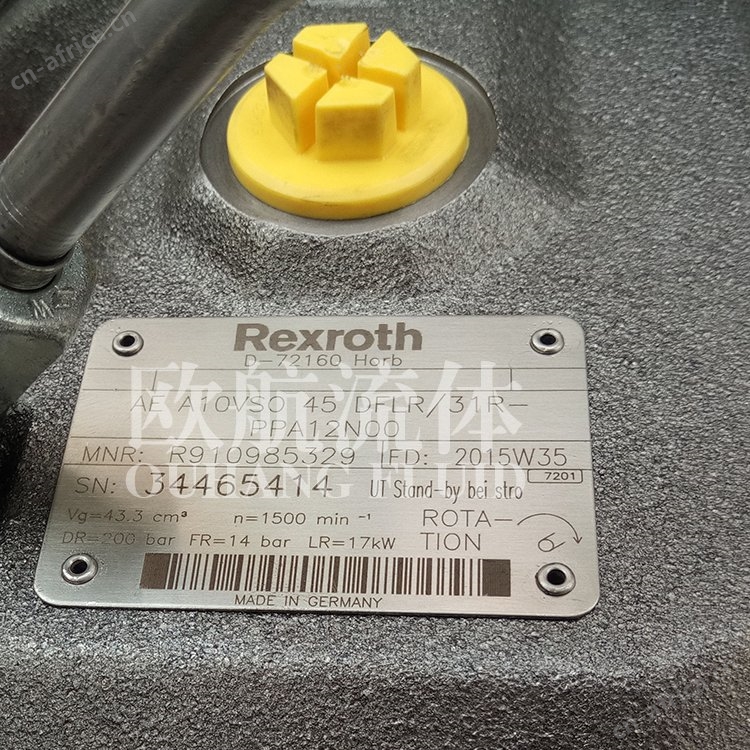 cn-africe.cn
Rexroth
D-72160 Horb
AE A10VSO 45 DFLR/31R-
PPA12N00
MNR: R910985329 FD: 2015W35
7201
SN: 34465414 UT Stand-by bei stro
Vg=43.3 cm³ n=1500 min ⁻¹ ROTA-
DR=200 bar FR=14 bar LR=17kW TION
MADE IN GERMANY
欧航流体
OUHANG FLUID